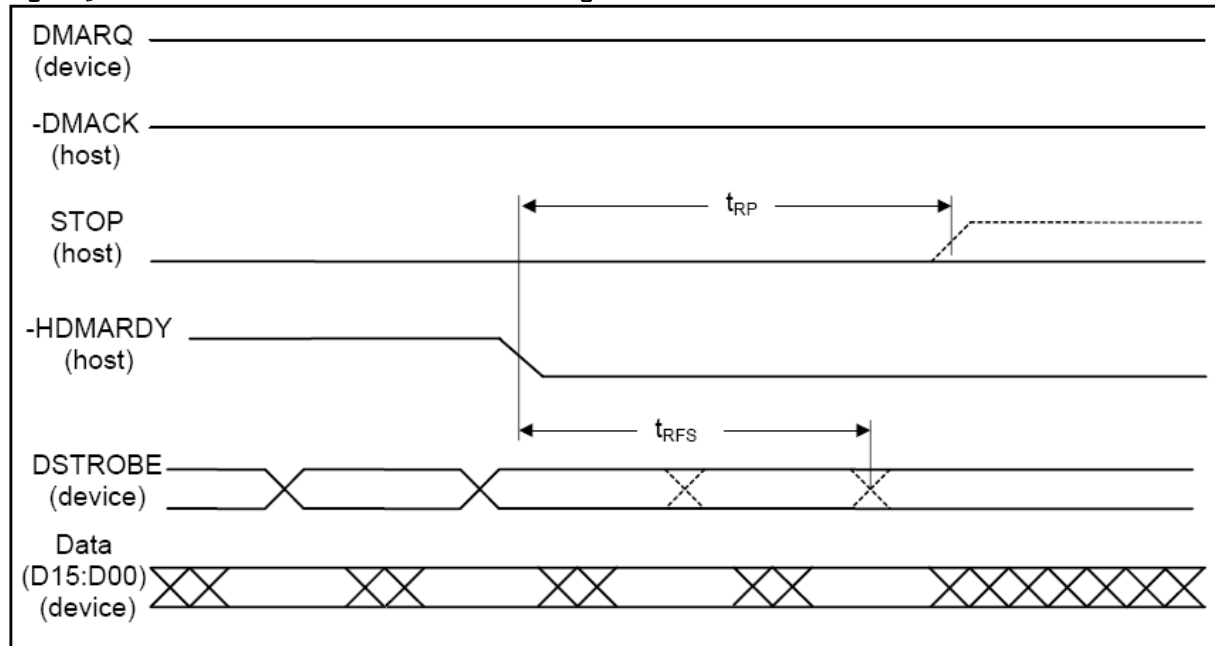 DMARQ
(device)
-DMACK
(host)
tRP
STOP
(host)
-HDMARDY
(host)
tRFS
DSTROBE
(device)
Data
(D15:D00)
(device)